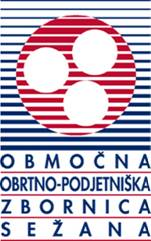 OBMOČNA
OBRTNO-PODJETNIŠKA
ZBORNICA
SEŽANA